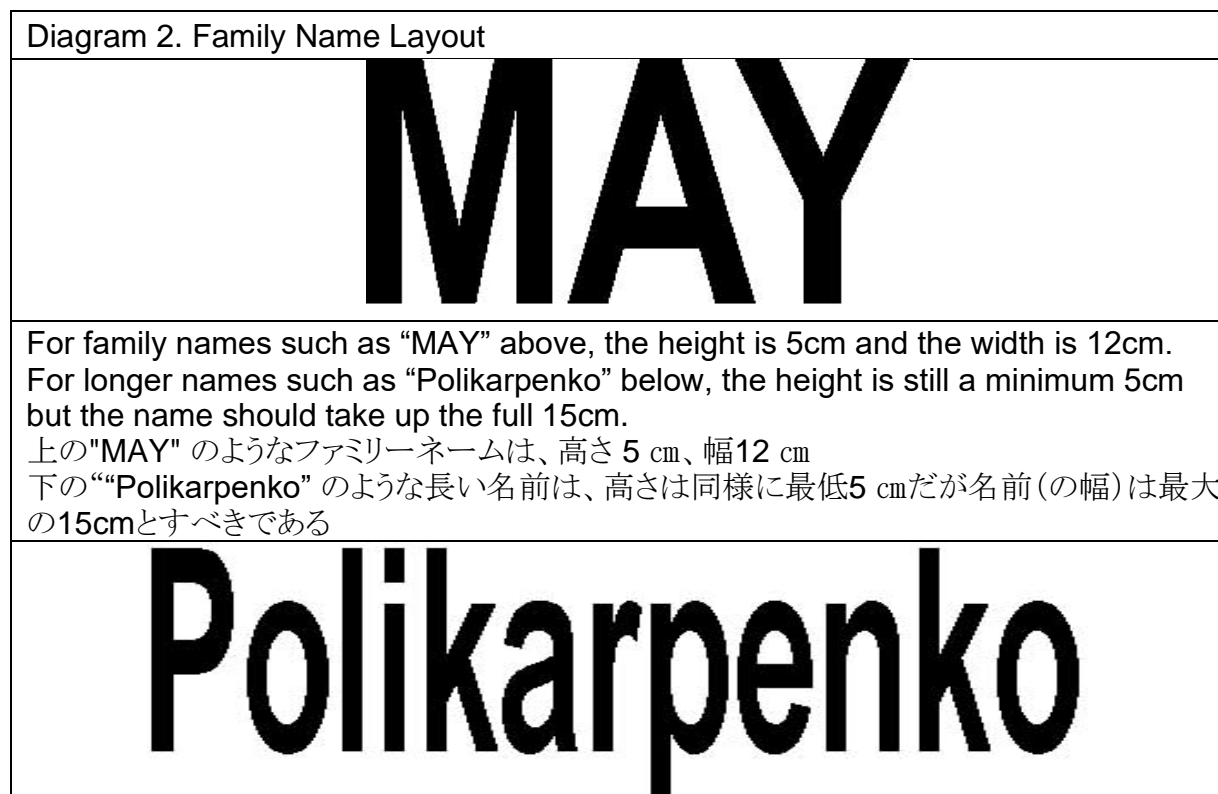 Diagram 2. Family Name Layout
MAY
For family names such as “MAY” above, the height is 5cm and the width is 12cm.
For longer names such as “Polikarpenko” below, the height is still a minimum 5cm
but the name should take up the full 15cm.
上の"MAY" のようなファミリーネームは、高さ 5 ㎝、幅12 ㎝
下の““Polikarpenko” のような長い名前は、高さは同様に最低5 ㎝だが名前（の幅）は最大
の15cmとすべきである
Polikarpenko